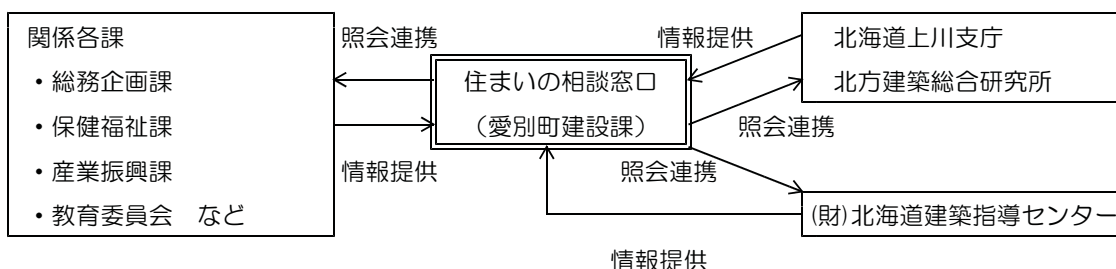 関係各課
・総務企画課
・保健福祉課
・産業振興課
・教育委員会　など
照会連携
情報提供
住まいの相談窓口
（愛別町建設課）
情報提供
照会連携
照会連携
情報提供
北海道上川支庁
北方建築総合研究所
(財)北海道建築指導センター